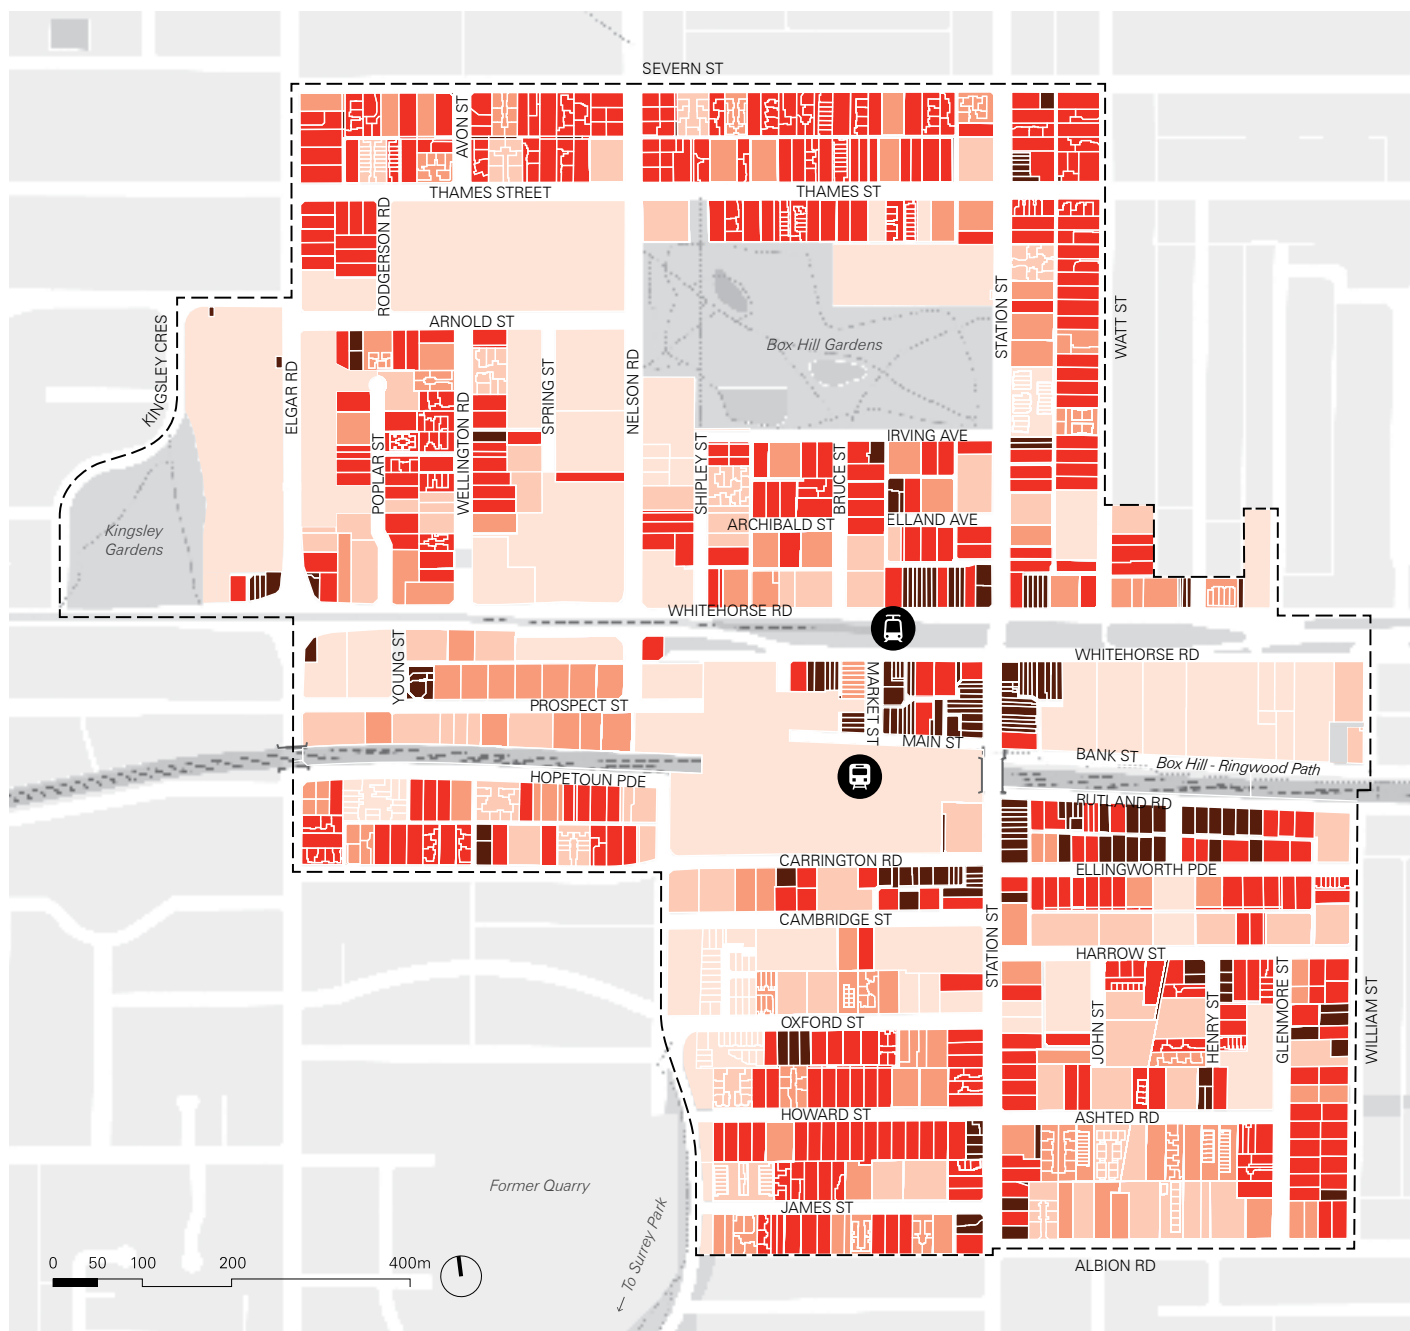 SEVERN ST
AVON ST
THAMES STREET
THAMES ST
RODGERSON RD
ARNOLD ST
KINGSLEY CRES
ELGAR RD
POPLAR ST
WELLINGTON RD
SPRING ST
NELSON RD
SHIPLEY ST
Box Hill Gardens
STATION ST
WATT ST
IRVING AVE
BRUCE ST
ARCHIBALD ST
ELLAND AVE
Kingsley
Gardens
WHITEHORSE RD
YOUNG ST
PROSPECT ST
MARKET ST
MAIN ST
WHITEHORSE RD
BANK ST
Box Hill - Ringwood Path
HOPETOUN PDE
RUTLAND RD
CARRINGTON RD
ELLINGWORTH PDE
CAMBRIDGE ST
STATION ST
HARROW ST
OXFORD ST
JOHN ST
HENRY ST
GLENMORE ST
WILLIAM ST
HOWARD ST
ASHTED RD
Former Quarry
← To Surrey Park
JAMES ST
ALBION RD
0 50 100 200 400m